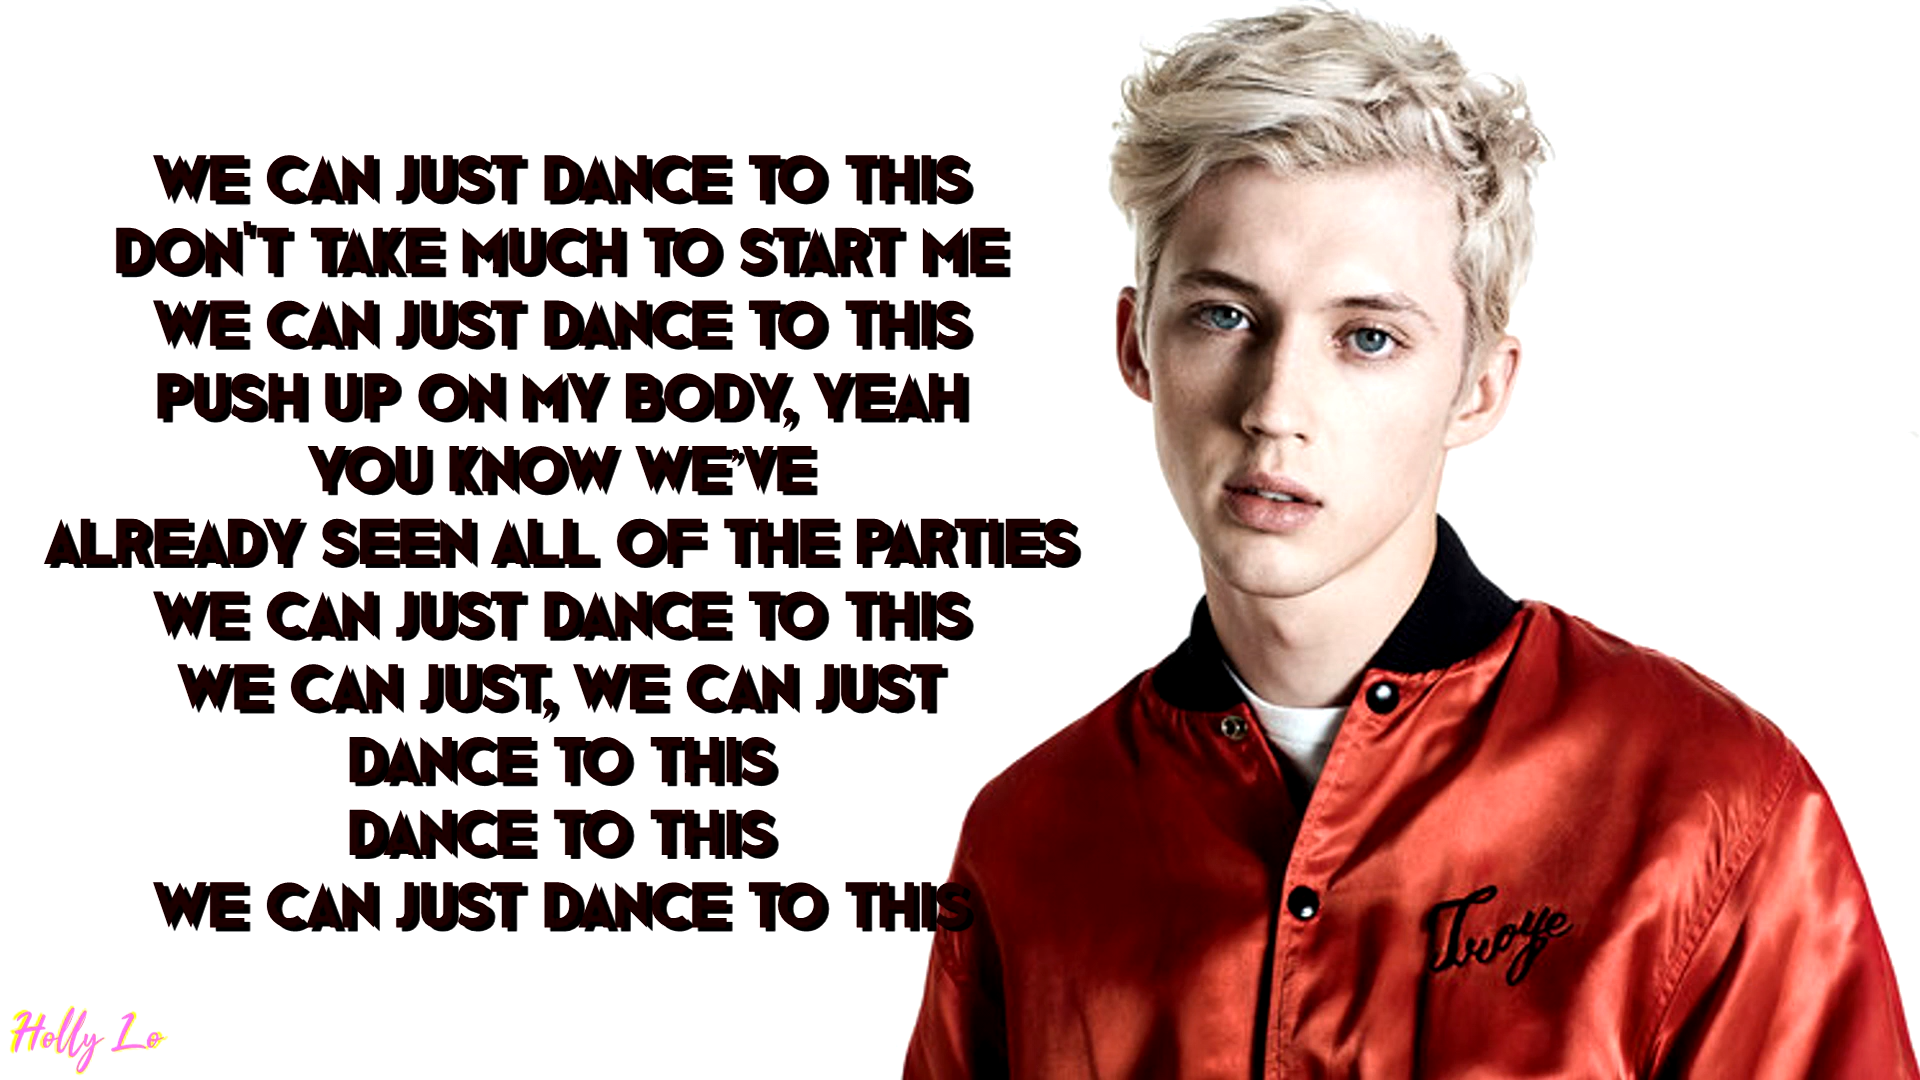 WE CAN JUST DANCE TO THIS
DON'T TAKE MUCH TO START ME
WE CAN JUST DANCE TO THIS
PUSH UP ON MY BODY, YEAH
YOU KNOW WE”VE
ALREADY SEEN ALL OF THE PARTIES
WE CAN JUST DANCE TO THIS
WE CAN JUST, WE CAN JUST
DANCE TO THIS
DANCE TO THIS
WE CAN JUST DANCE TO THIS
Troye
Holly Lo